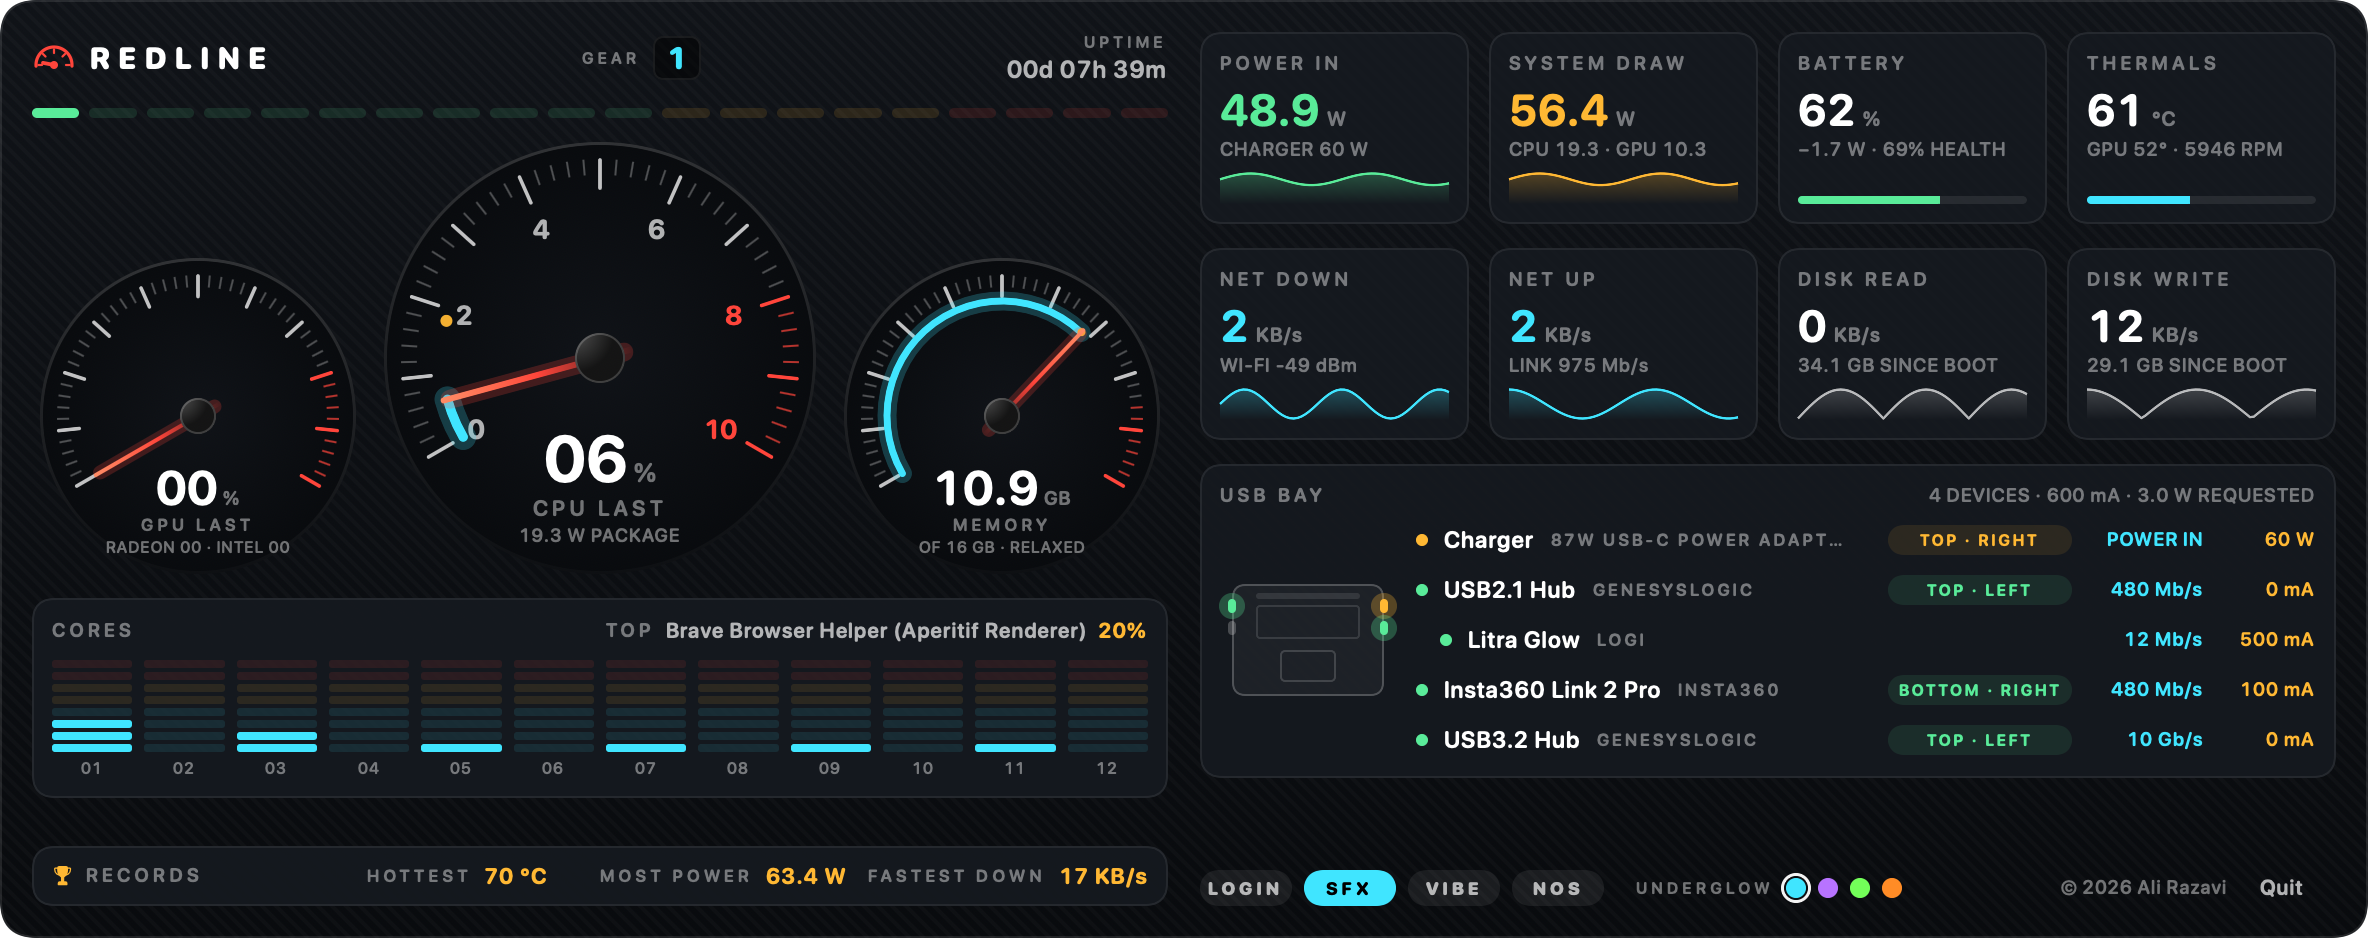 REDLINE
GEAR 1
UPTIME
00d 07h 39m
4
6
2
8
0
10
00 %
GPU LAST
RADEON 00 · INTEL 00
06 %
CPU LAST
19.3 W PACKAGE
10.9 GB
MEMORY
OF 16 GB · RELAXED
CORES
TOP Brave Browser Helper (Aperitif Renderer) 20%
01 02 03 04 05 06 07 08 09 10 11 12
RECORDS HOTTEST 70 °C MOST POWER 63.4 W FASTEST DOWN 17 KB/s
POWER IN
48.9 W
CHARGER 60 W
SYSTEM DRAW
56.4 W
CPU 19.3 · GPU 10.3
BATTERY
62 %
−1.7 W · 69% HEALTH
THERMALS
61 °C
GPU 52° · 5946 RPM
NET DOWN
2 KB/s
WI-FI -49 dBm
NET UP
2 KB/s
LINK 975 Mb/s
DISK READ
0 KB/s
34.1 GB SINCE BOOT
DISK WRITE
12 KB/s
29.1 GB SINCE BOOT
USB BAY 4 DEVICES · 600 mA · 3.0 W REQUESTED
Charger 87W USB-C POWER ADAPT… TOP · RIGHT POWER IN 60 W
USB2.1 Hub GENESYSLOGIC TOP · LEFT 480 Mb/s 0 mA
Litra Glow LOGI 12 Mb/s 500 mA
Insta360 Link 2 Pro INSTA360 BOTTOM · RIGHT 480 Mb/s 100 mA
USB3.2 Hub GENESYSLOGIC TOP · LEFT 10 Gb/s 0 mA
LOGIN SFX VIBE NOS UNDERGLOW © 2026 Ali Razavi Quit